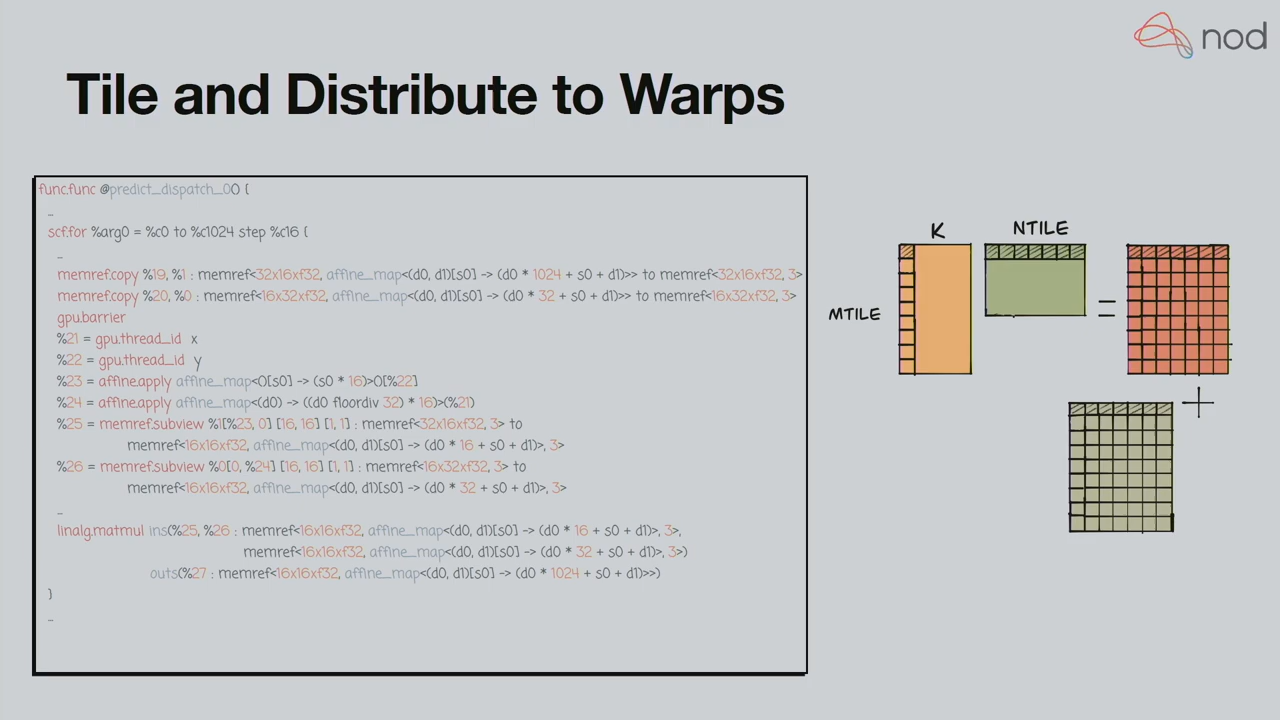 nod
Tile and Distribute to Warps
func.func @predict_dispatch_0() {
...
scf.for %arg0 = %c0 to %c1024 step %c16 {
...
memref.copy %19, %1 : memref<32x16xf32, affine_map<(d0, d1)[s0] -> (d0 * 1024 + s0 + d1)>> to memref<32x16xf32, 3>
memref.copy %20, %0 : memref<16x32xf32, affine_map<(d0, d1)[s0] -> (d0 * 32 + s0 + d1)>> to memref<16x32xf32, 3>
gpu.barrier
%21 = gpu.thread_id x
%22 = gpu.thread_id y
%23 = affine.apply affine_map<()[s0] -> (s0 * 16)>()[%22]
%24 = affine.apply affine_map<(d0) -> ((d0 floordiv 32) * 16)>(%21)
%25 = memref.subview %1[%23, 0] [16, 16] [1, 1] : memref<32x16xf32, 3> to
memref<16x16xf32, affine_map<(d0, d1)[s0] -> (d0 * 16 + s0 + d1)>, 3>
%26 = memref.subview %0[0, %24] [16, 16] [1, 1] : memref<16x32xf32, 3> to
memref<16x16xf32, affine_map<(d0, d1)[s0] -> (d0 * 32 + s0 + d1)>, 3>
...
linalg.matmul ins(%25, %26 : memref<16x16xf32, affine_map<(d0, d1)[s0] -> (d0 * 16 + s0 + d1)>, 3>,
memref<16x16xf32, affine_map<(d0, d1)[s0] -> (d0 * 32 + s0 + d1)>, 3>)
outs(%27 : memref<16x16xf32, affine_map<(d0, d1)[s0] -> (d0 * 1024 + s0 + d1)>>)
}
...
K
NTILE
MTILE
=
+